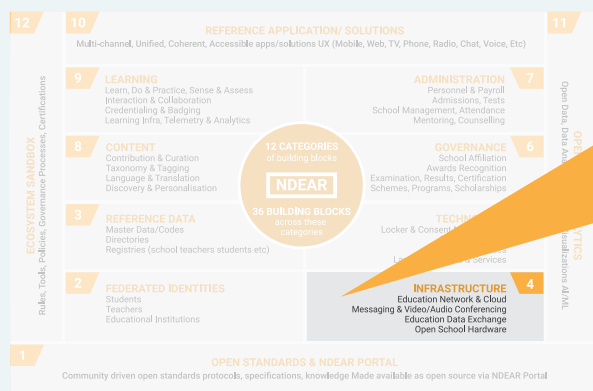 12
10
11
REFERENCE APPLICATION/ SOLUTIONS
Multi-channel, Unified, Coherent, Accessible apps/solutions UX (Mobile, Web, TV, Phone, Radio, Chat, Voice, Etc)
9
LEARNING
Learn, Do & Practice, Sense & Assess
Interaction & Collaboration
Credentialing & Badging
Learning Infra, Telemetry & Analytics
ADMINISTRATION
7
Personnel & Payroll
Admissions, Tests
School Management, Attendance
Mentoring, Counselling
8
CONTENT
Contribution & Curation
Taxonomy & Tagging
Language & Translation
Discovery & Personalisation
12 CATEGORIES
of building blocks
NDEAR
36 BUILDING BLOCKS
across these
categories
GOVERNANCE
6
School Affiliation
Awards Recognition
Examination, Results, Certification
Schemes, Programs, Scholarships
3
REFERENCE DATA
Master Data/Codes
Directories
Registries (school teachers students etc)
Locker & Consent
& Services
2
FEDERATED IDENTITIES
Students
Teachers
Educational Institutions
INFRASTRUCTURE
4
Education Network & Cloud
Messaging & Video/Audio Conferencing
Education Data Exchange
Open School Hardware
ECOSYSTEM SANDBOX
Rules, Tools, Policies, Governance Processes, Certifications
Open Data, Data
AI/ML
1
OPEN STANDARDS & NDEAR PORTAL
Community driven open standards protocols, specifications, knowledge Made available as open source via NDEAR Portal